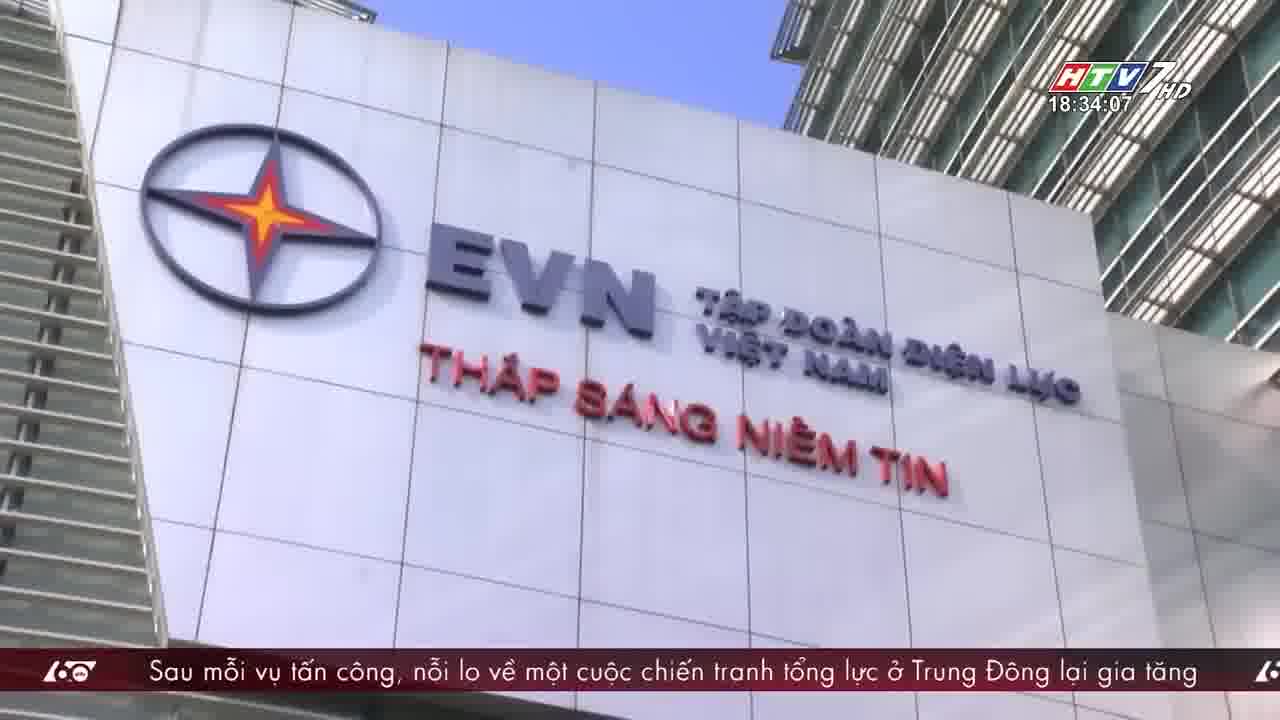 HTV7 HD
18:34:07
EVN
TẬP ĐOÀN ĐIỆN LỰC
VIỆT NAM
THẮP SÁNG NIỀM TIN
60 Sau mỗi vụ tấn công, nỗi lo về một cuộc chiến tranh tổng lực ở Trung Đông lại gia tăng